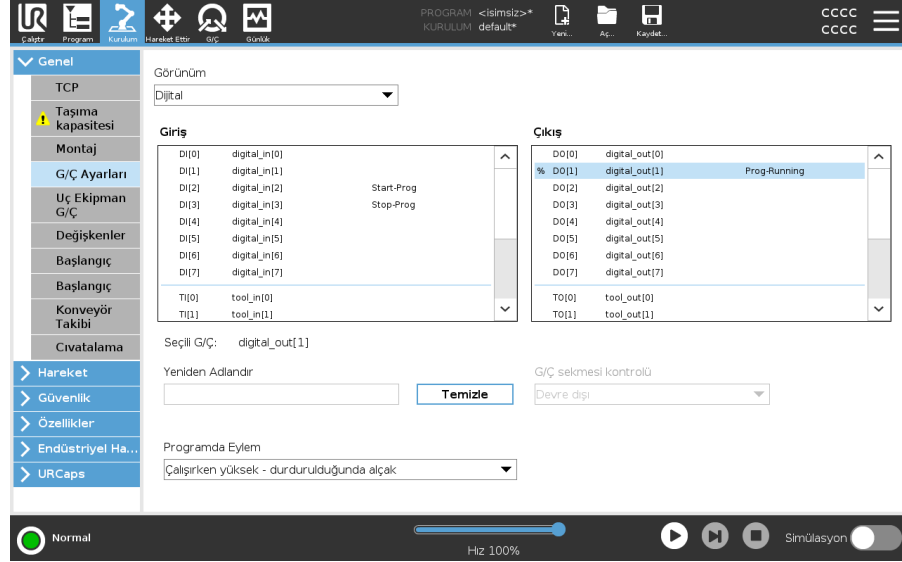 PROGRAM <isimsiz>*
KURULUM default*
CCCC
CCCC
Çalıştır Program Kurulum Hareket Ettir G/Ç Günlük Yeni... Aç... Kaydet...
Genel
TCP
Taşıma
kapasitesi
Montaj
G/Ç Ayarları
Uç Ekipman
G/Ç
Değişkenler
Başlangıç
Başlangıç
Konveyör
Takibi
Cıvatalama
Hareket
Güvenlik
Özellikler
Endüstriyel Ha...
URCaps
Görünüm
Dijital
Giriş
DI[0] digital_in[0]
DI[1] digital_in[1]
DI[2] digital_in[2] Start-Prog
DI[3] digital_in[3] Stop-Prog
DI[4] digital_in[4]
DI[5] digital_in[5]
DI[6] digital_in[6]
DI[7] digital_in[7]
TI[0] tool_in[0]
TI[1] tool_in[1]
Çıkış
DO[0] digital_out[0]
% DO[1] digital_out[1] Prog-Running
DO[2] digital_out[2]
DO[3] digital_out[3]
DO[4] digital_out[4]
DO[5] digital_out[5]
DO[6] digital_out[6]
DO[7] digital_out[7]
TO[0] tool_out[0]
TO[1] tool_out[1]
Seçili G/Ç: digital_out[1]
Yeniden Adlandır
Temizle
G/Ç sekmesi kontrolü
Devre dışı
Programda Eylem
Çalışırken yüksek - durdurulduğunda alçak
Normal
Hız 100%
Simülasyon